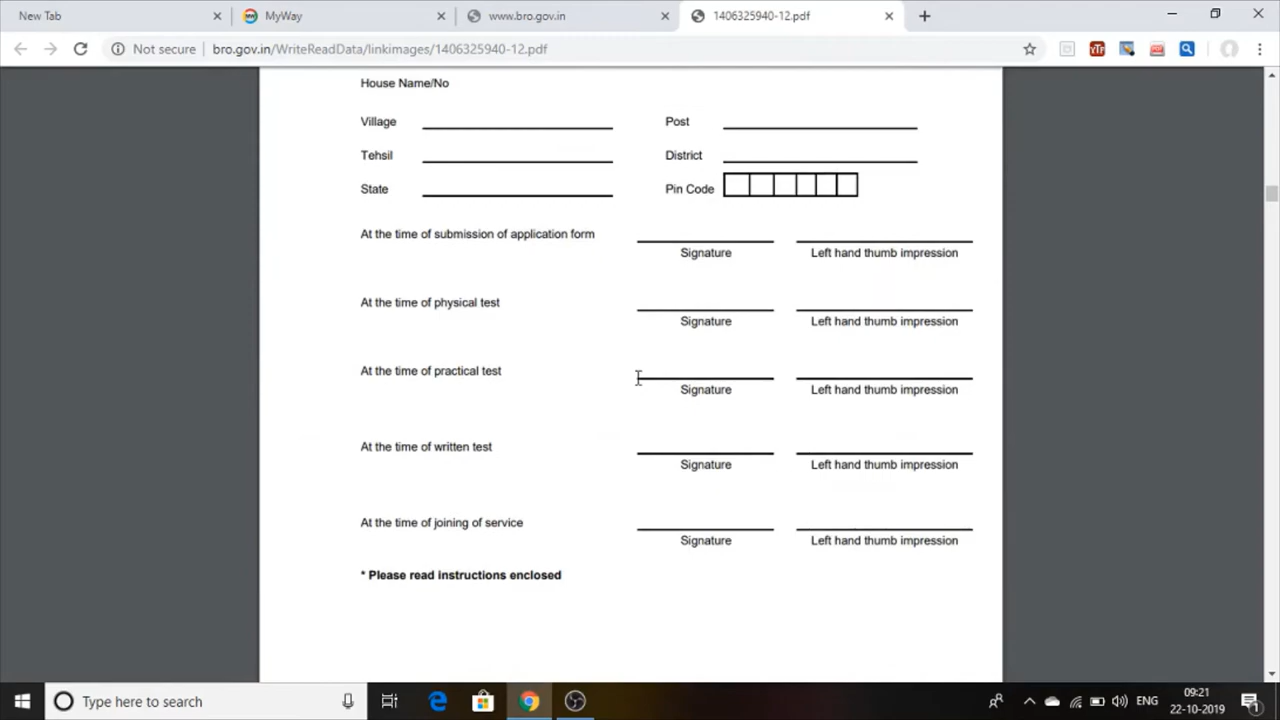 New Tab
MyWay
www.bro.gov.in
1406325940-12.pdf
Not secure bro.gov.in/WriteReadData/linkimages/1406325940-12.pdf
House Name/No
Village Post
Tehsil District
State Pin Code
At the time of submission of application form
Signature Left hand thumb impression
At the time of physical test
Signature Left hand thumb impression
At the time of practical test
Signature Left hand thumb impression
At the time of written test
Signature Left hand thumb impression
At the time of joining of service
Signature Left hand thumb impression
* Please read instructions enclosed
Type here to search
ENG
09:21
22-10-2019